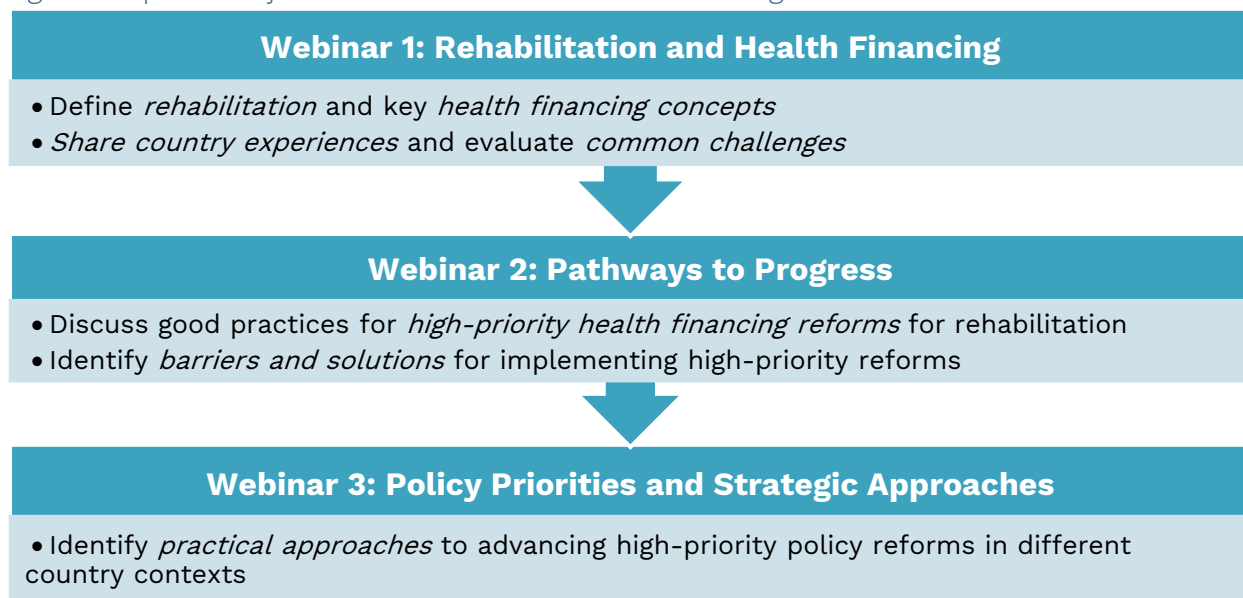 Webinar 1: Rehabilitation and Health Financing
• Define rehabilitation and key health financing concepts
• Share country experiences and evaluate common challenges
Webinar 2: Pathways to Progress
• Discuss good practices for high-priority health financing reforms for rehabilitation
• Identify barriers and solutions for implementing high-priority reforms
Webinar 3: Policy Priorities and Strategic Approaches
• Identify practical approaches to advancing high-priority policy reforms in different
country contexts